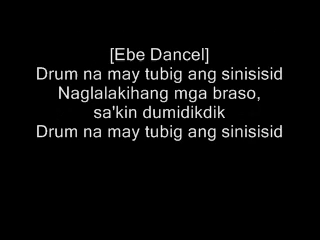 [Ebe Dancel]
Drum na may tubig ang sinisisid
Naglalakihang mga braso,
sa'kin dumidikdik
Drum na may tubig ang sinisisid